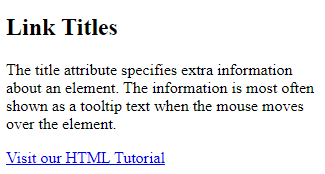 Link Titles
The title attribute specifies extra information
about an element. The information is most often
shown as a tooltip text when the mouse moves
over the element.
Visit our HTML Tutorial